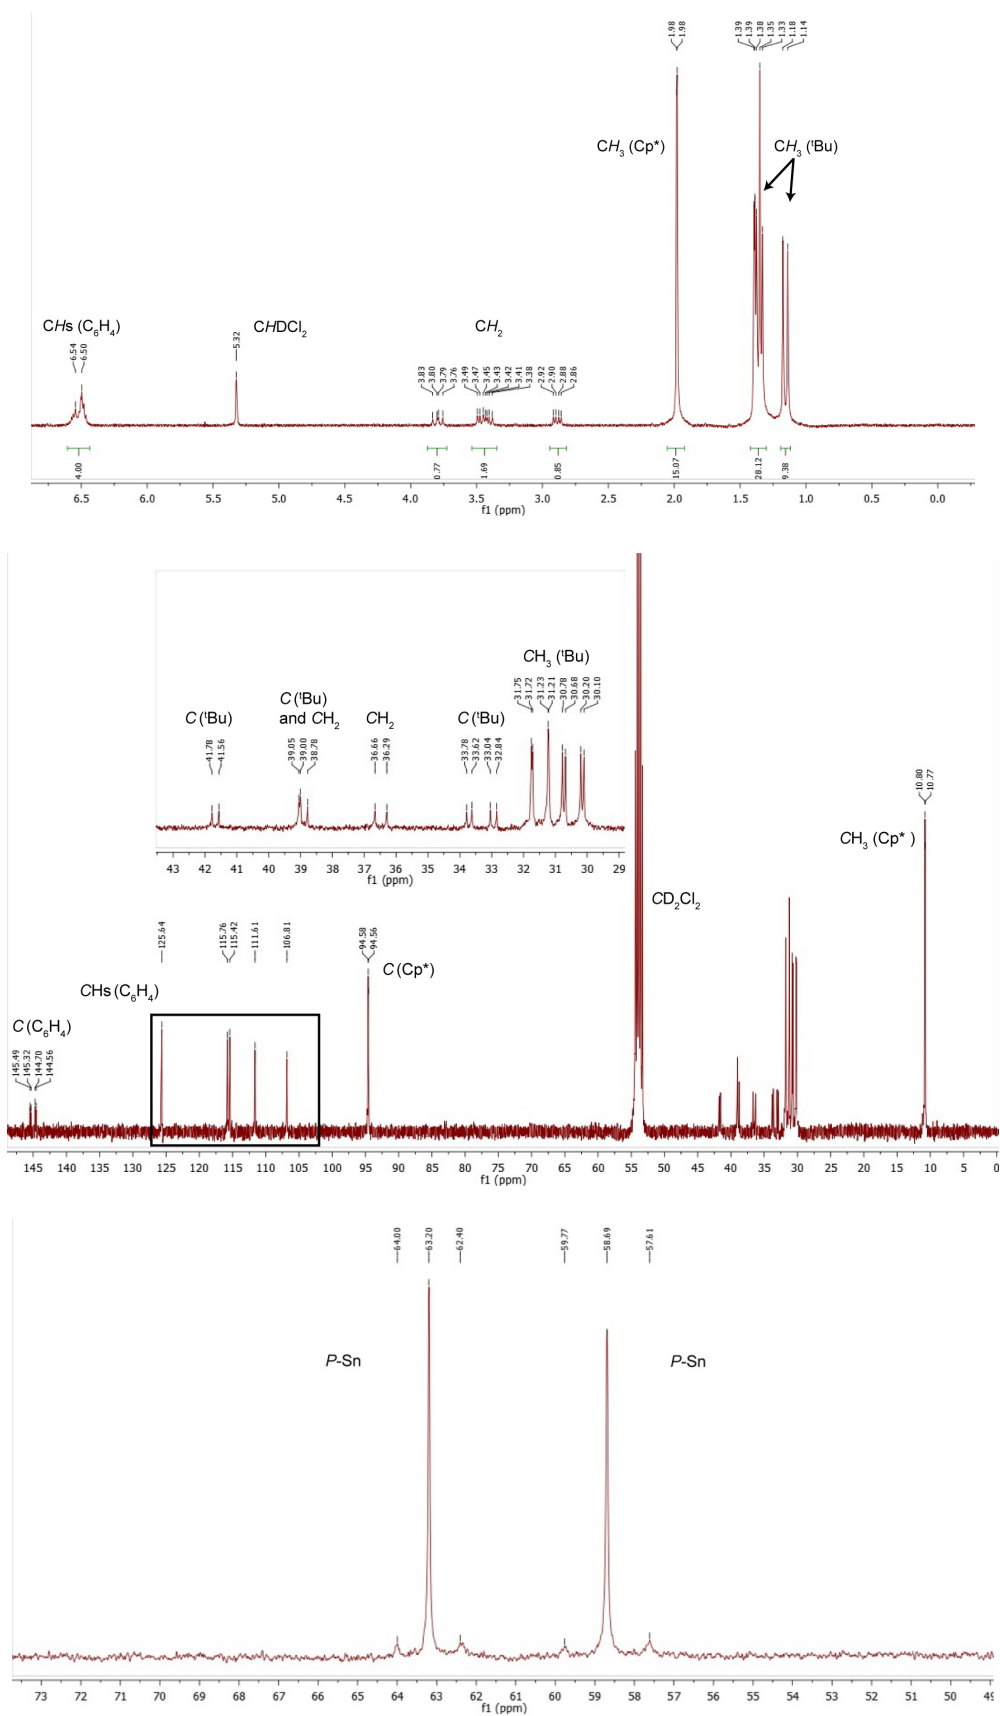 1.98
1.98
1.39
1.39
1.38
1.35
1.33
1.18
1.14
CH3 (Cp*)
CH3 (tBu)
CHs (C6H4)
6.54
6.50
CHDCl2
5.32
CH2
3.83
3.80
3.79
3.76
3.49
3.47
3.45
3.43
3.42
3.41
3.38
2.92
2.90
2.88
2.86
4.00
0.77
1.69
0.85
15.07
28.12
9.38
6.5 6.0 5.5 5.0 4.5 4.0 3.5 3.0 2.5 2.0 1.5 1.0 0.5 0.0
f1 (ppm)
CH3 (tBu)
31.75
31.72
31.23
31.21
30.78
30.68
30.20
30.10
C (tBu)
41.78
41.56
C (tBu)
and CH2
39.05
39.00
38.78
CH2
36.66
36.29
C (tBu)
33.78
33.62
33.04
32.84
43 42 41 40 39 38 37 36 35 34 33 32 31 30 29
f1 (ppm)
10.80
10.77
CH3 (Cp* )
CD2Cl2
125.64
115.76
115.42
111.61
106.81
94.58
94.56
C (Cp*)
CHs (C6H4)
C (C6H4)
145.49
145.32
144.70
144.56
145 140 135 130 125 120 115 110 105 100 95 90 85 80 75 70 65 60 55 50 45 40 35 30 25 20 15 10 5 0
f1 (ppm)
64.00
63.20
62.40
59.77
58.69
57.61
P-Sn
P-Sn
73 72 71 70 69 68 67 66 65 64 63 62 61 60 59 58 57 56 55 54 53 52 51 50 49
f1 (ppm)